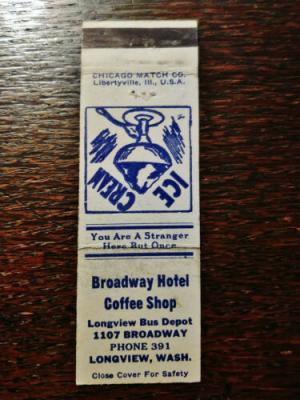 CHICAGO MATCH CO.
Libertyville, Ill., U.S.A.
ICE
CREAM
You Are A Stranger
Here But Once
Broadway Hotel
Coffee Shop
Longview Bus Depot
1107 BROADWAY
PHONE 391
LONGVIEW, WASH.
Close Cover For Safety